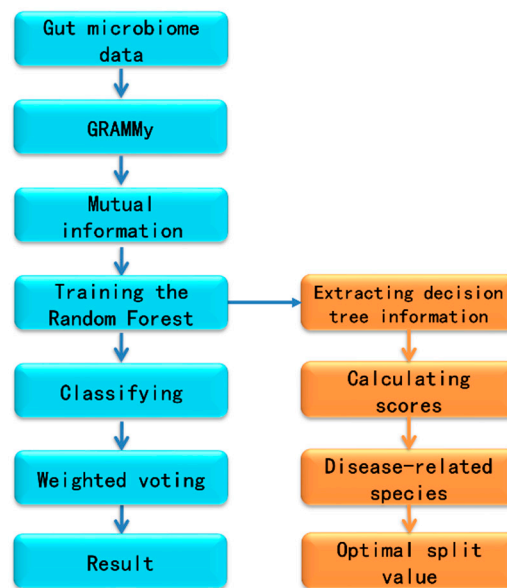 Gut microbiome
data
GRAMMy
Mutual
information
Training the
Random Forest
Classifying
Weighted voting
Result
Extracting decision
tree information
Calculating
scores
Disease-related
species
Optimal split
value